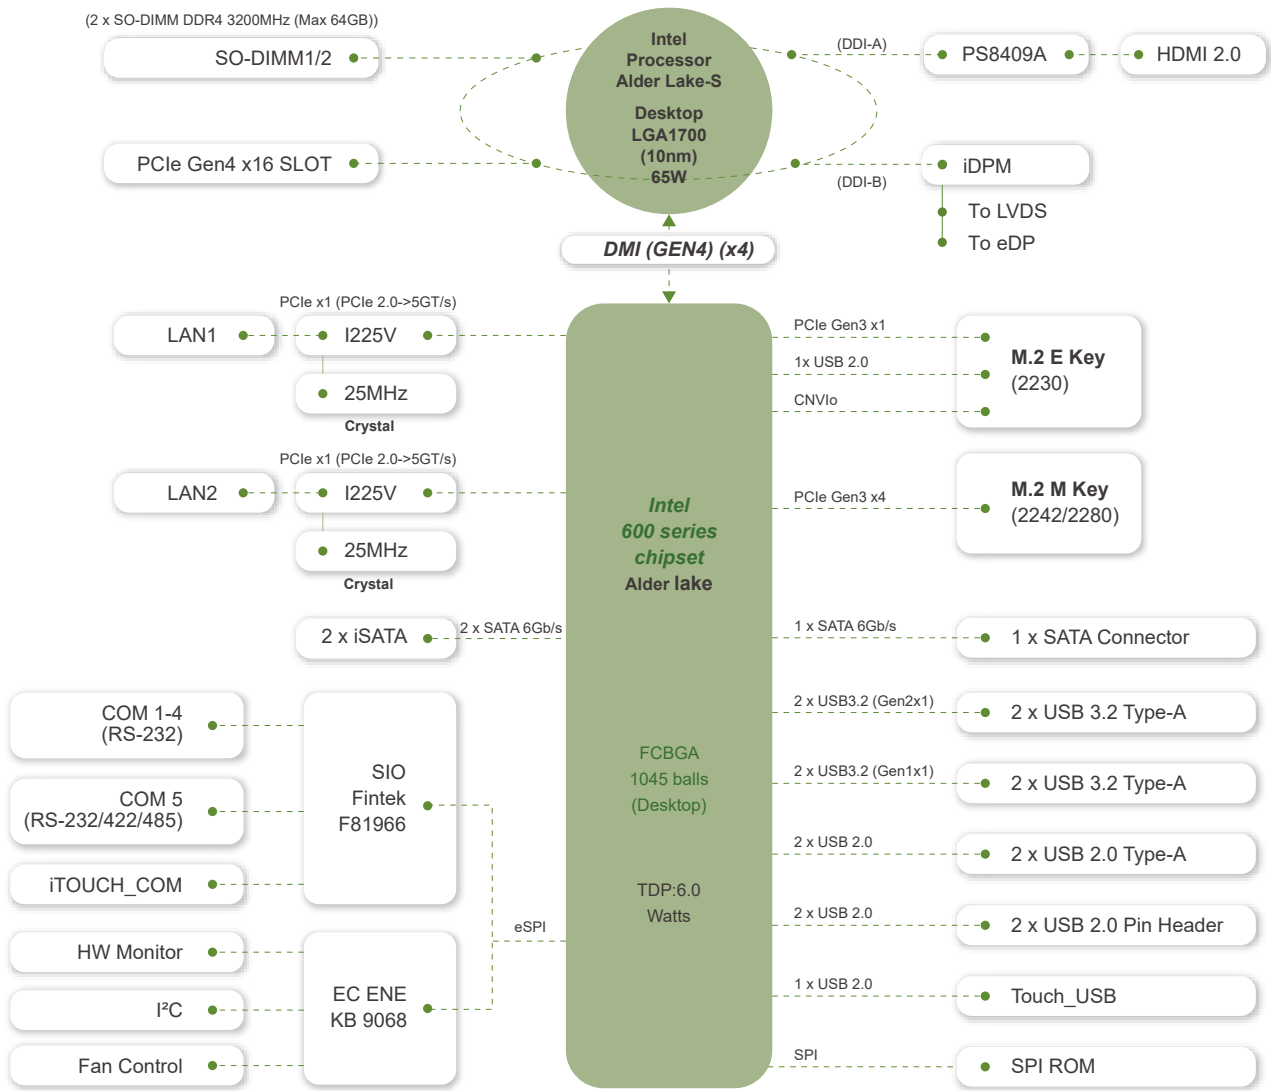 (2 x SO-DIMM DDR4 3200MHz (Max 64GB))
SO-DIMM1/2
PCIe Gen4 x16 SLOT
Intel
Processor
Alder Lake-S
Desktop
LGA1700
(10nm)
65W
(DDI-A)
PS8409A
HDMI 2.0
(DDI-B)
iDPM
To LVDS
To eDP
DMI (GEN4) (x4)
PCIe x1 (PCIe 2.0->5GT/s)
LAN1
I225V
25MHz
Crystal
PCIe x1 (PCIe 2.0->5GT/s)
LAN2
I225V
25MHz
Crystal
2 x iSATA
2 x SATA 6Gb/s
COM 1-4
(RS-232)
COM 5
(RS-232/422/485)
iTOUCH_COM
SIO
Fintek
F81966
HW Monitor
I²C
Fan Control
EC ENE
KB 9068
eSPI
Intel
600 series
chipset
Alder lake
FCBGA
1045 balls
(Desktop)
TDP:6.0
Watts
PCIe Gen3 x1
1x USB 2.0
CNVIo
M.2 E Key
(2230)
PCIe Gen3 x4
M.2 M Key
(2242/2280)
1 x SATA 6Gb/s
1 x SATA Connector
2 x USB3.2 (Gen2x1)
2 x USB 3.2 Type-A
2 x USB3.2 (Gen1x1)
2 x USB 3.2 Type-A
2 x USB 2.0
2 x USB 2.0 Type-A
2 x USB 2.0
2 x USB 2.0 Pin Header
1 x USB 2.0
Touch_USB
SPI
SPI ROM